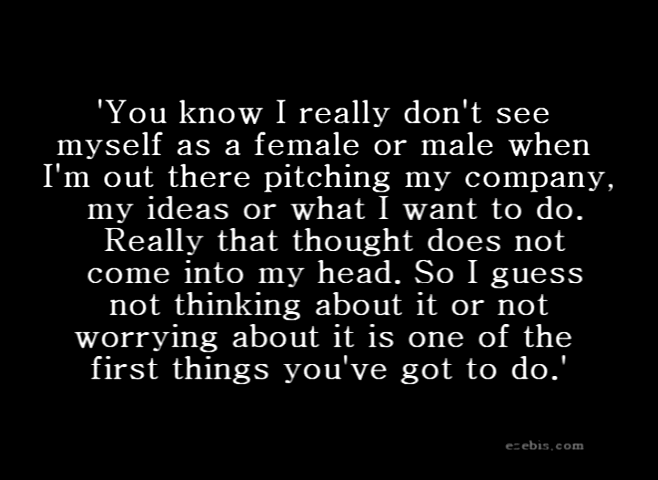 'You know I really don't see
myself as a female or male when
I'm out there pitching my company,
my ideas or what I want to do.
Really that thought does not
come into my head. So I guess
not thinking about it or not
worrying about it is one of the
first things you've got to do.'
ezebis.com